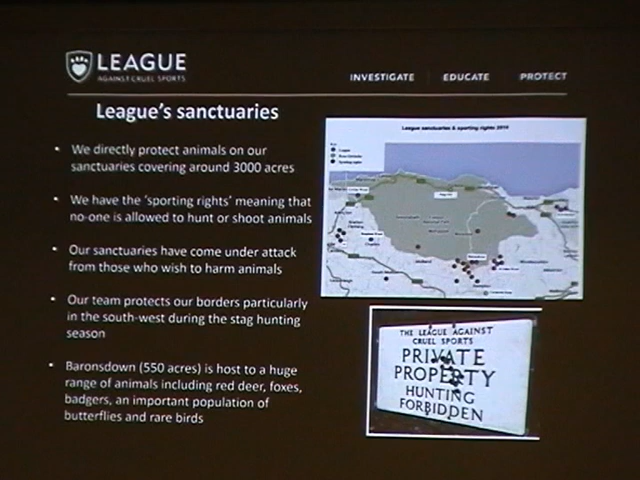 LEAGUE
AGAINST CRUEL SPORTS
INVESTIGATE
EDUCATE
PROTECT
League's sanctuaries
• We directly protect animals on our
sanctuaries covering around 3000 acres
• We have the 'sporting rights' meaning that
no-one is allowed to hunt or shoot animals
• Our sanctuaries have come under attack
from those who wish to harm animals
• Our team protects our borders particularly
in the south-west during the stag hunting
season
• Baronsdown (550 acres) is host to a huge
range of animals including red deer, foxes,
badgers, an important population of
butterflies and rare birds
League sanctuaries & sporting rights 2010
THE LEAGUE AGAINST
CRUEL SPORTS
PRIVATE
PROPERTY
HUNTING
FORBIDDEN